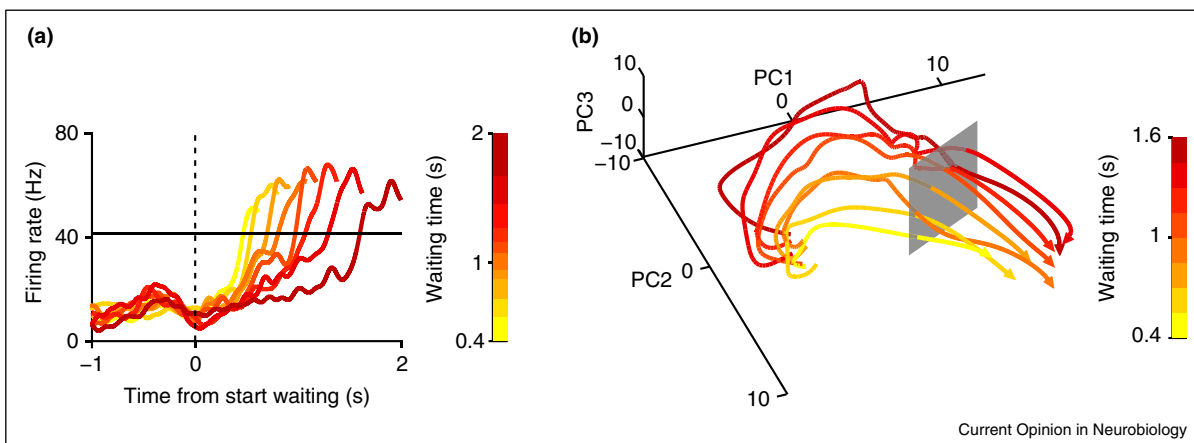 (a)
80
40
0
Firing rate (Hz)
−1
0
1
2
Time from start waiting (s)
2
1
0.4
Waiting time (s)
(b)
10
0
−10
PC3
−10
PC1
0
10
PC2
0
10
1.6
1
0.4
Waiting time (s)
Current Opinion in Neurobiology